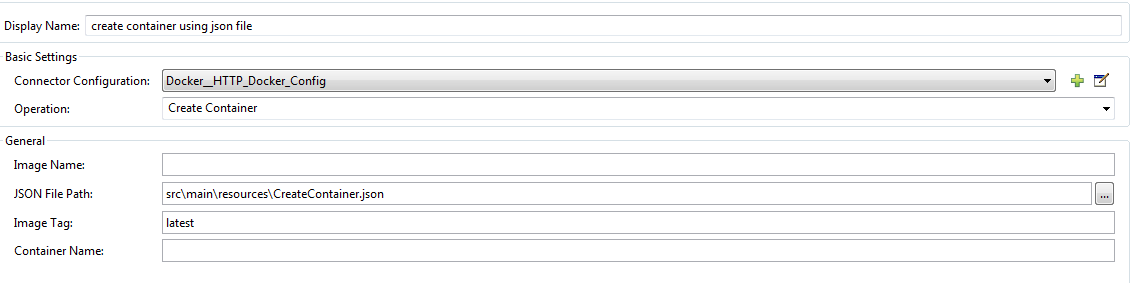 Display Name: create container using json file
Basic Settings
Connector Configuration: Docker__HTTP_Docker_Config
Operation: Create Container
General
Image Name:
JSON File Path: src\main\resources\CreateContainer.json ...
Image Tag: latest
Container Name: